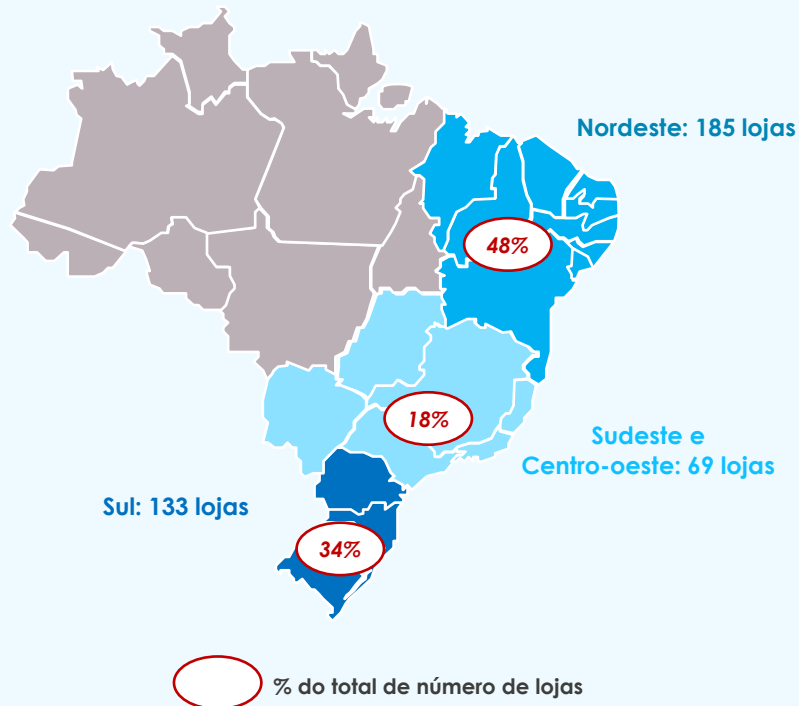 Nordeste: 185 lojas
48%
18%
Sudeste e
Centro-oeste: 69 lojas
Sul: 133 lojas
34%
% do total de número de lojas